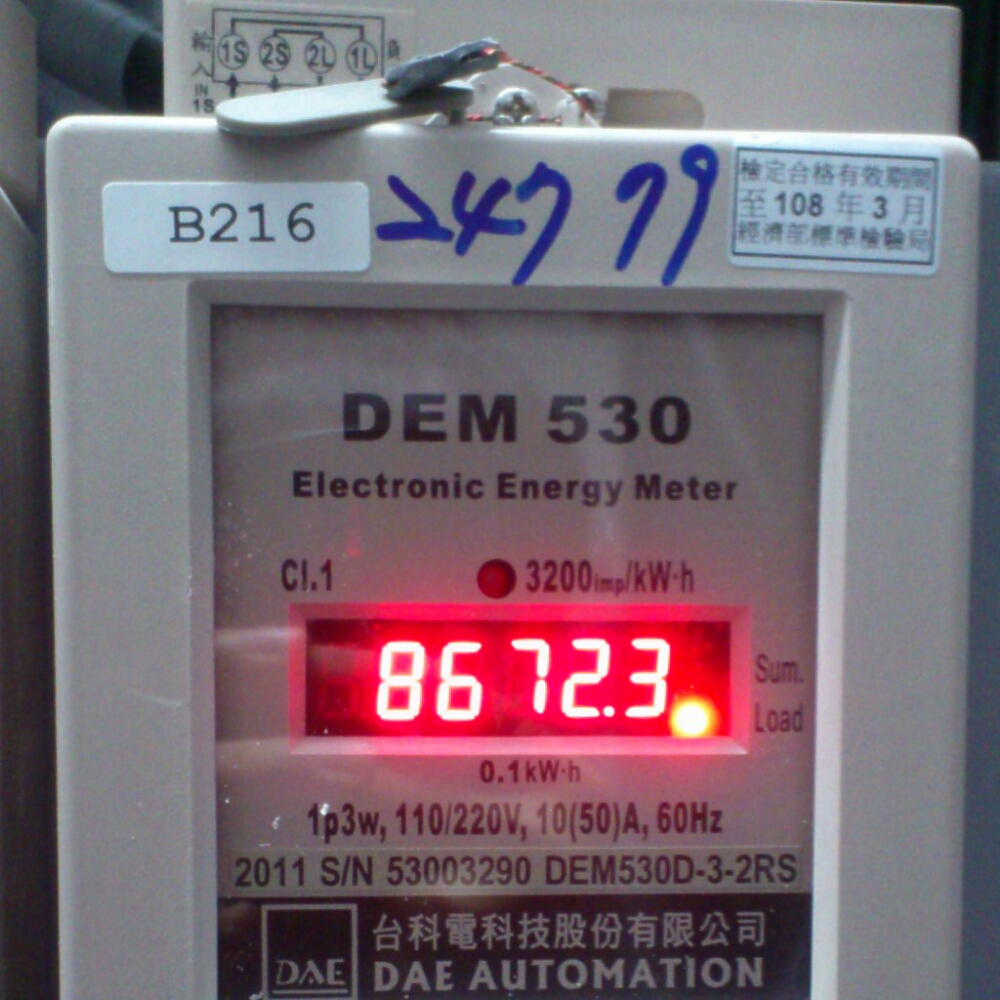 輸 1S 2S 2L 1L 負
入
IN
1S
B216
247 79
檢定合格有效期間
至 108 年 3 月
經濟部標準檢驗局
DEM 530
Electronic Energy Meter
Cl.1
3200imp/kW·h
8672.3
Sum.
Load
0.1kW·h
1p3w, 110/220V, 10(50)A, 60Hz
2011 S/N 53003290 DEM530D-3-2RS
DAE
台科電科技股份有限公司
DAE AUTOMATION